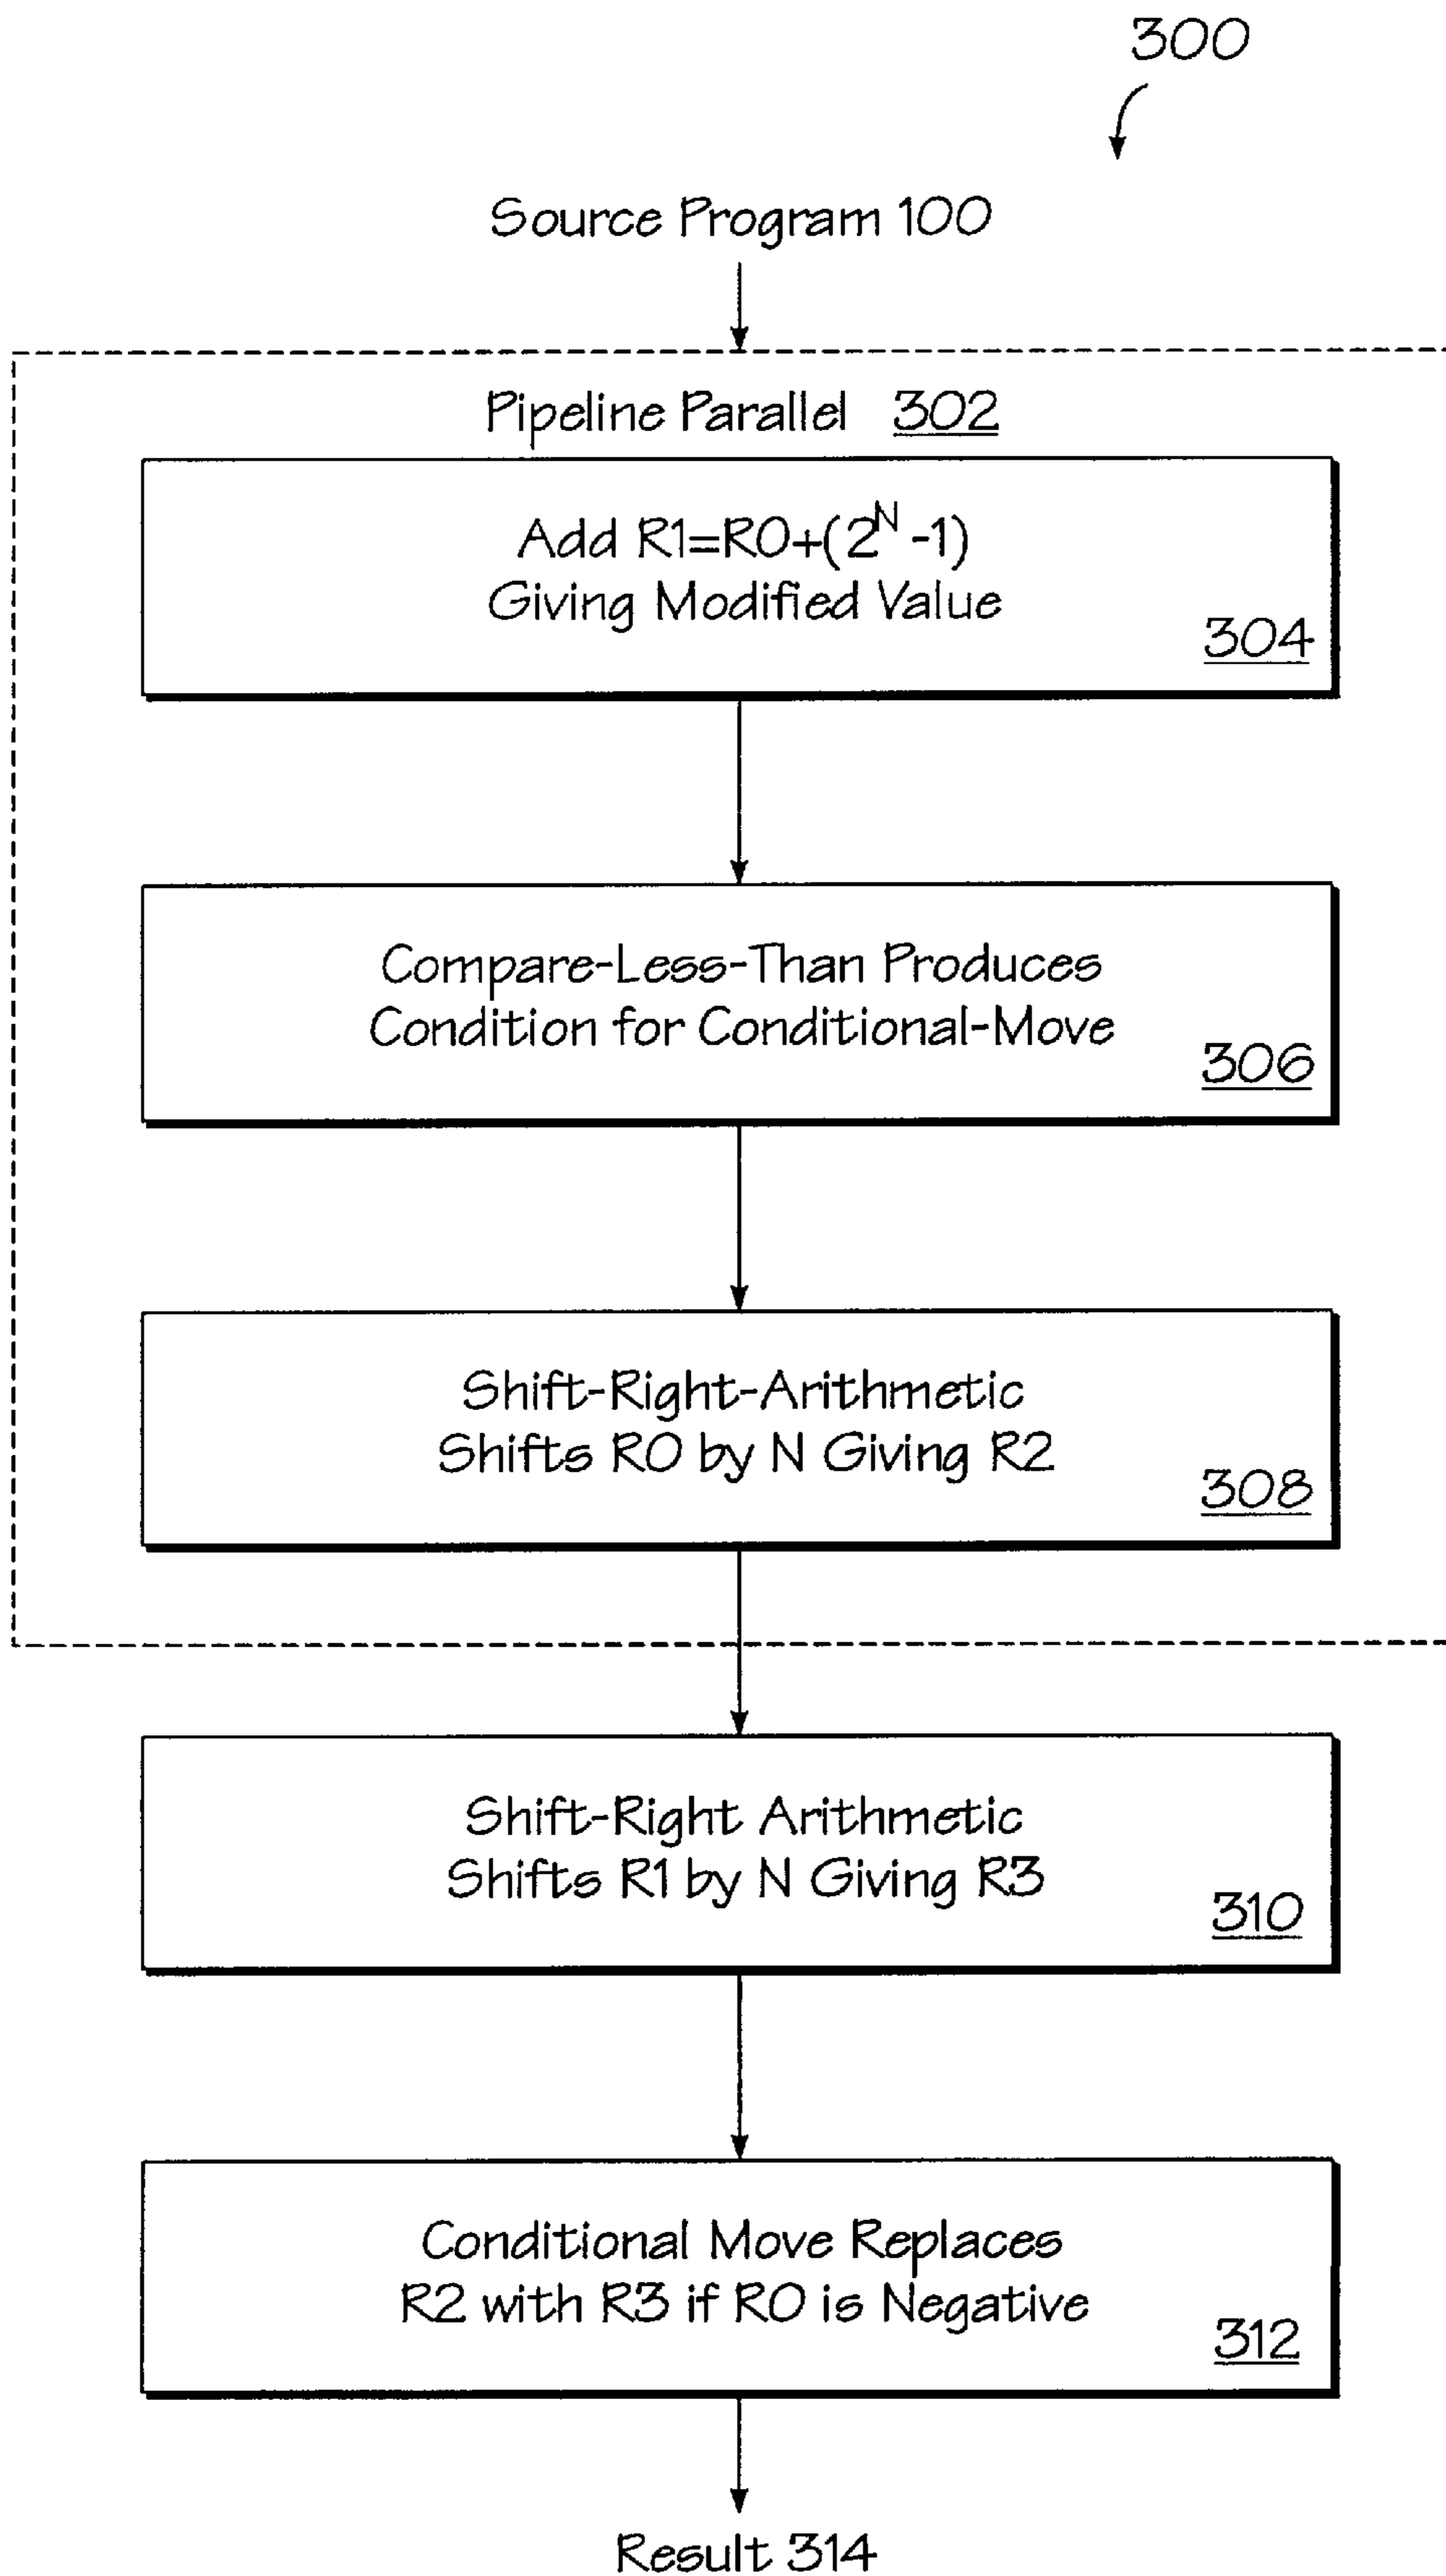 300
Source Program 100
Pipeline Parallel 302
Add R1=R0+(2^N -1)
Giving Modified Value
304
Compare-Less-Than Produces
Condition for Conditional-Move
306
Shift-Right-Arithmetic
Shifts R0 by N Giving R2
308
Shift-Right Arithmetic
Shifts R1 by N Giving R3
310
Conditional Move Replaces
R2 with R3 if R0 is Negative
312
Result 314